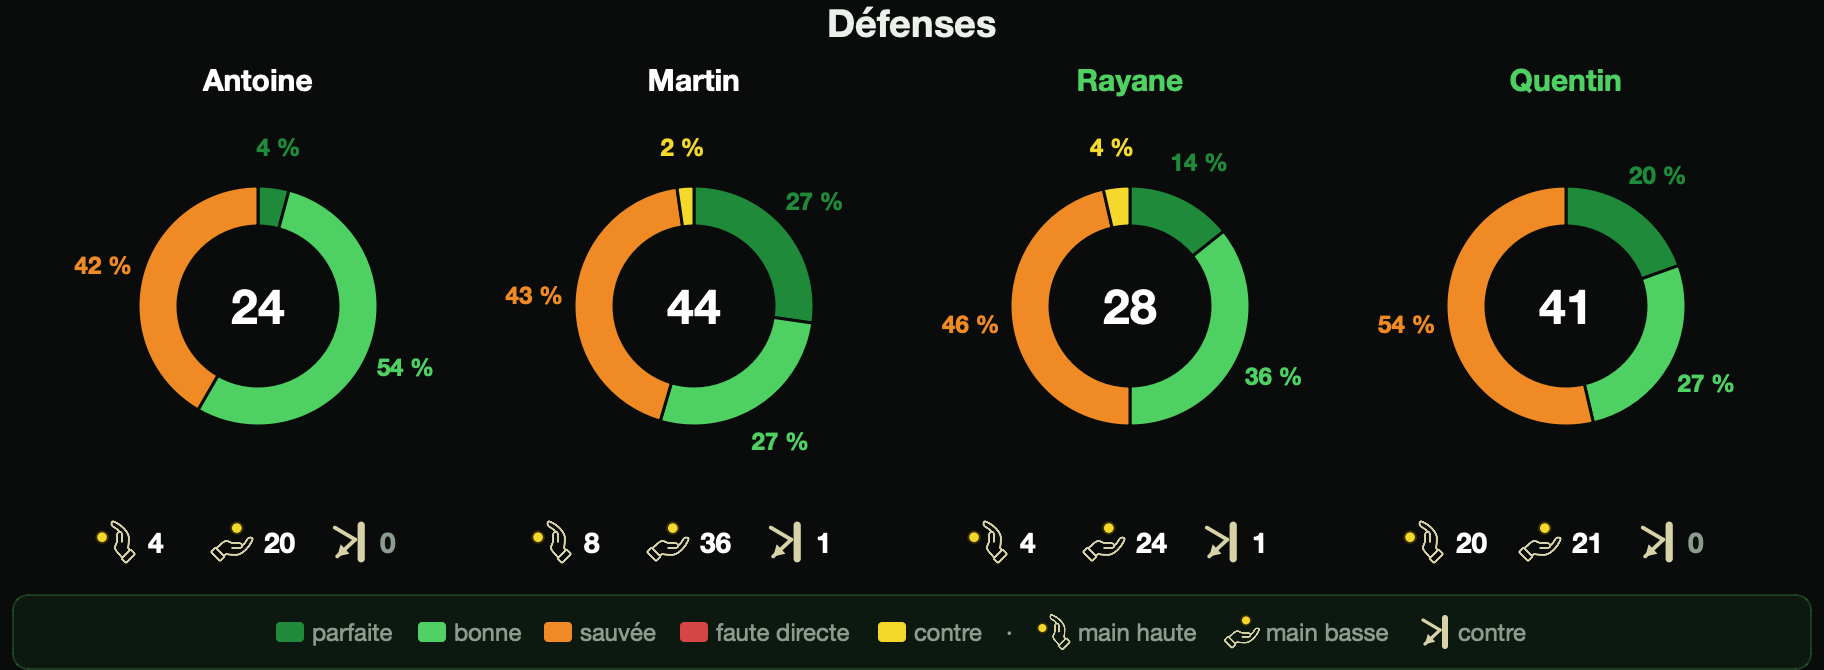 Défenses
Antoine
Martin
Rayane
Quentin
4 %
42 %
24
54 %
2 %
27 %
43 %
44
27 %
4 %
14 %
46 %
28
36 %
20 %
54 %
41
27 %
4 20 0
8 36 1
4 24 1
20 21 0
parfaite bonne sauvée faute directe contre · main haute main basse contre